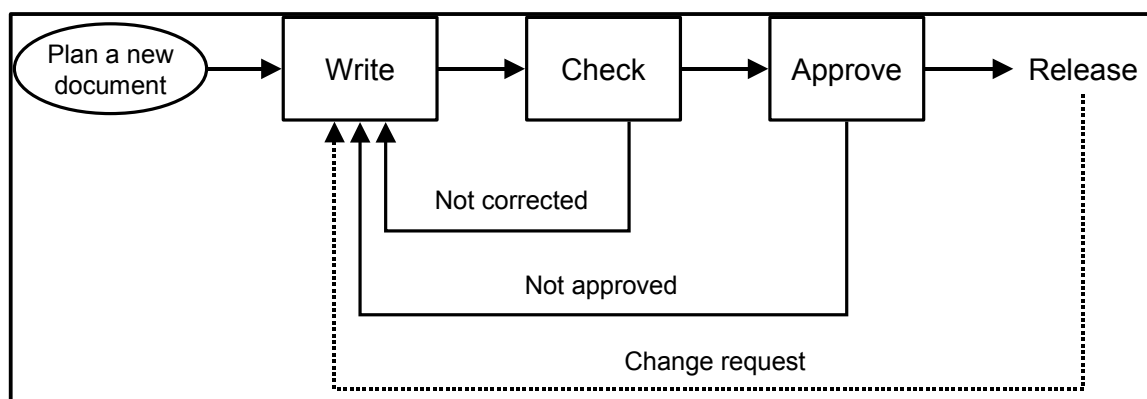 Plan a new
document
Write
Check
Approve
Release
Not corrected
Not approved
Change request